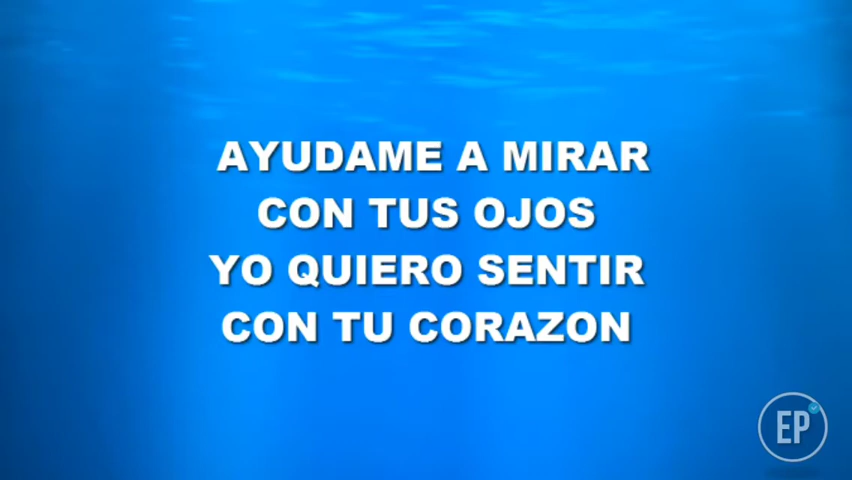 AYUDAME A MIRAR
CON TUS OJOS
YO QUIERO SENTIR
CON TU CORAZON
EP